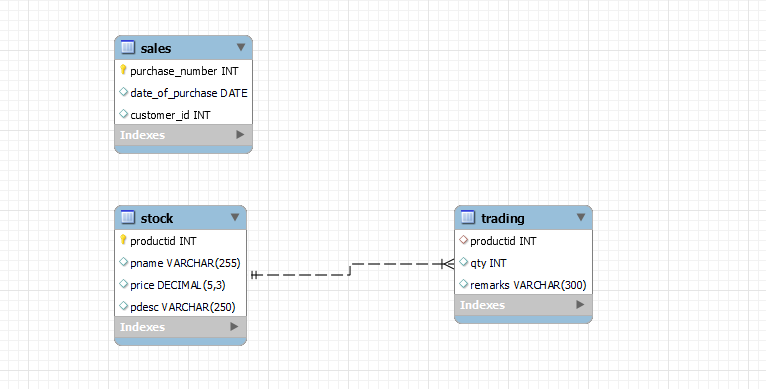 sales
purchase_number INT
date_of_purchase DATE
customer_id INT
Indexes
stock
productid INT
pname VARCHAR(255)
price DECIMAL(5,3)
pdesc VARCHAR(250)
Indexes
trading
productid INT
qty INT
remarks VARCHAR(300)
Indexes